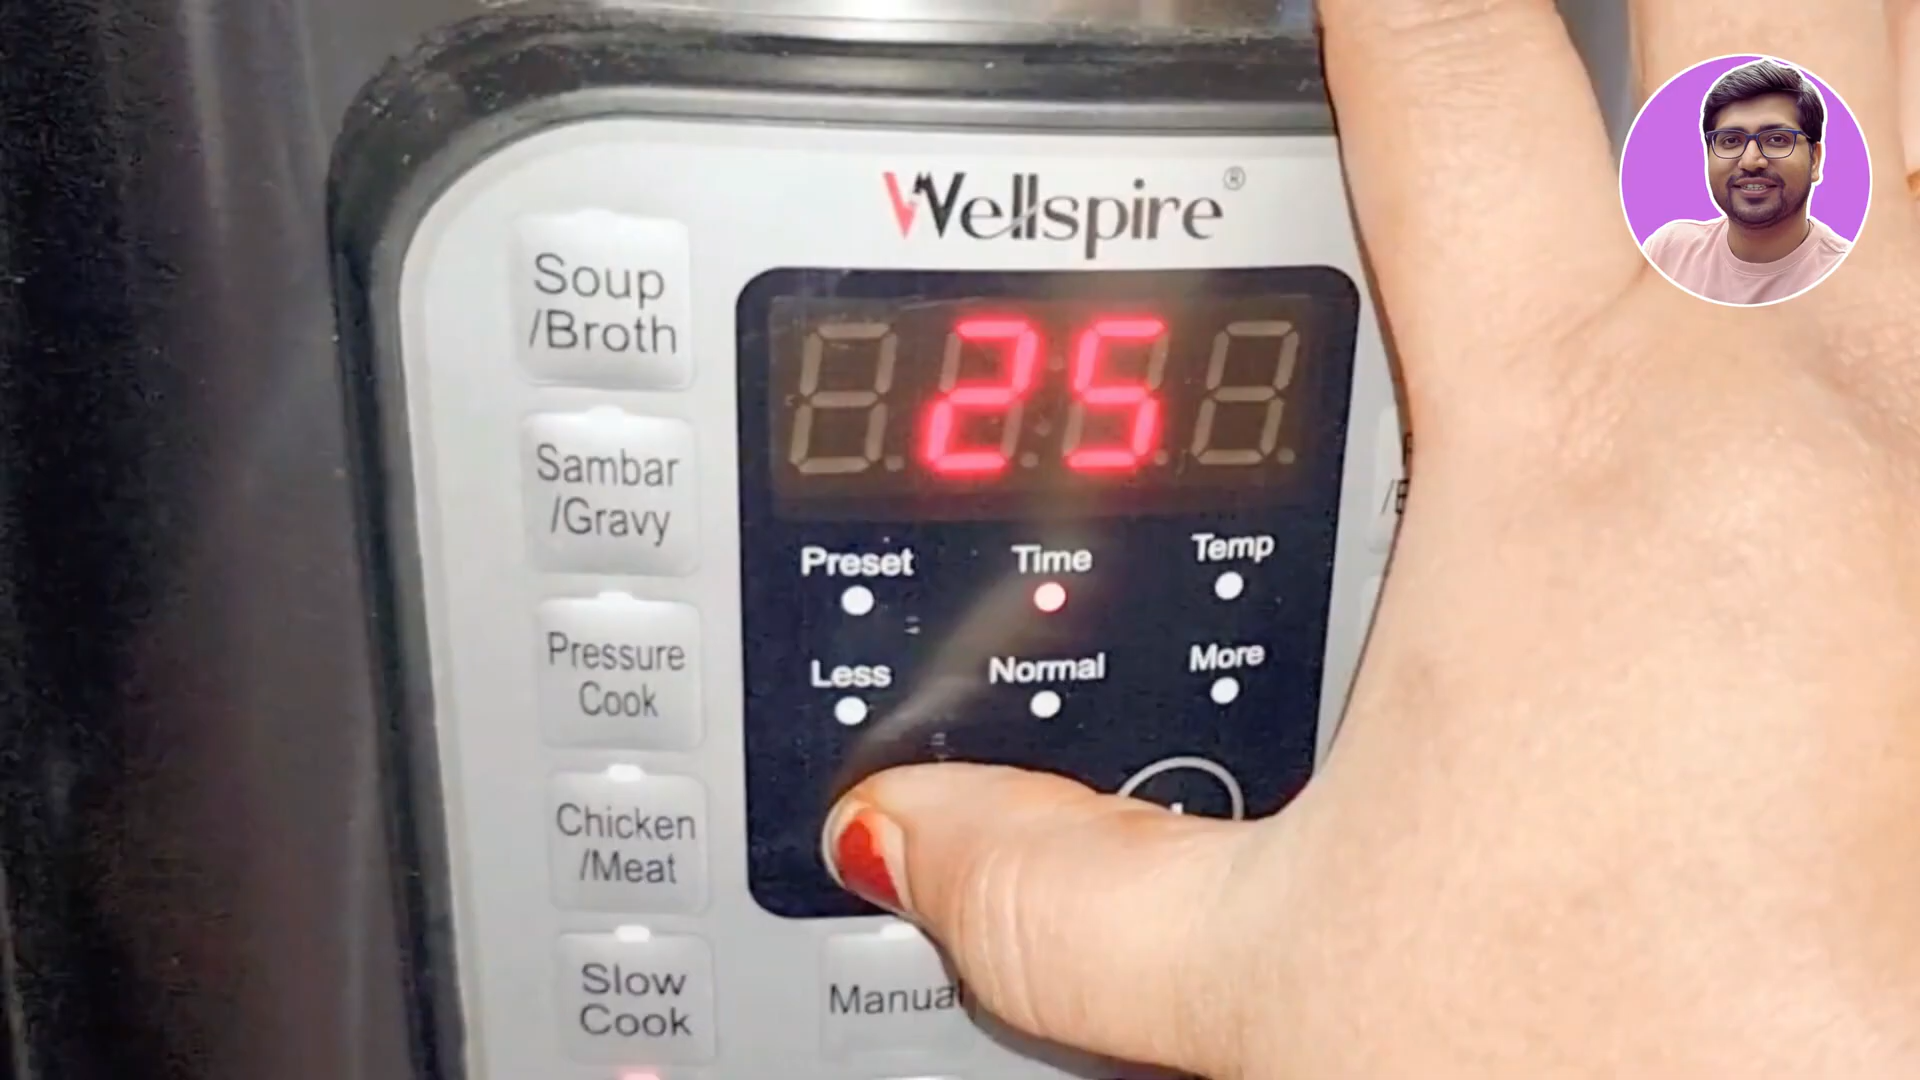 Wellspire®
Soup
/Broth
25
Sambar
/Gravy
Preset Time Temp
Less Normal More
Pressure
Cook
Chicken
/Meat
Slow
Cook
Manual